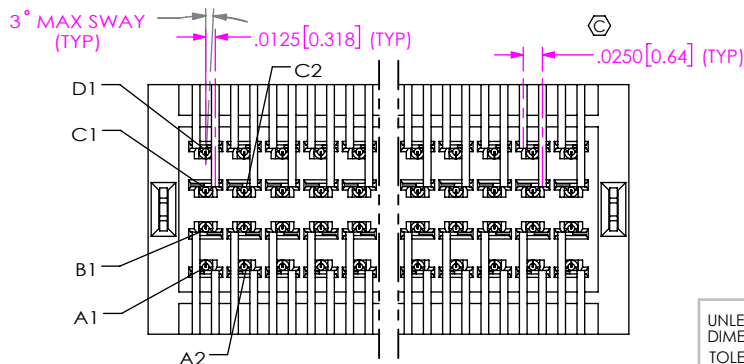 3° MAX SWAY
(TYP)
.0125[0.318] (TYP)
C
.0250[0.64] (TYP)
C2
D1
C1
B1
A1
A2
UNLE
DIME
TOLE